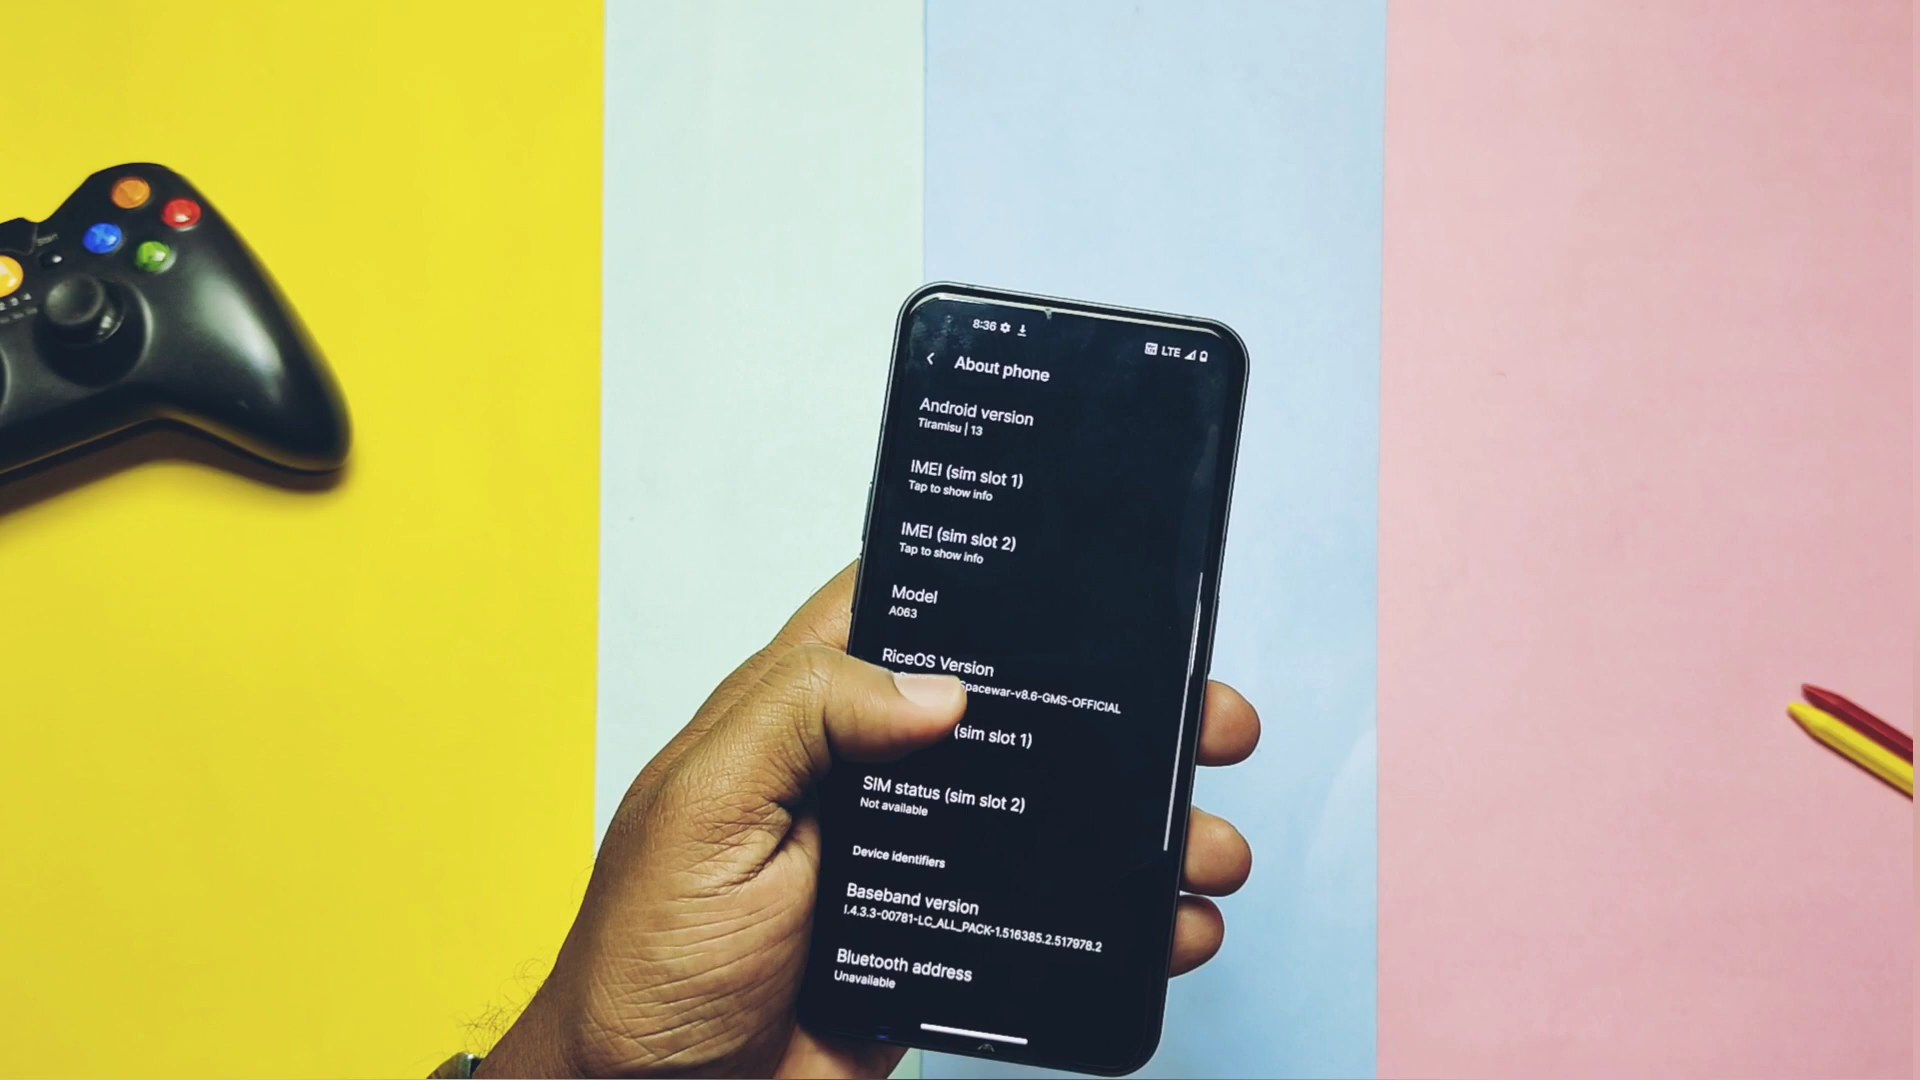 Start
8:36
LTE
About phone
Android version
Tiramisu | 13
IMEI (sim slot 1)
Tap to show info
IMEI (sim slot 2)
Tap to show info
Model
A063
RiceOS Version
Spacewar-v8.6-GMS-OFFICIAL
(sim slot 1)
SIM status (sim slot 2)
Not available
Device identifiers
Baseband version
1.4.3.3-00781-LC_ALL_PACK-1.516385.2.517978.2
Bluetooth address
Unavailable